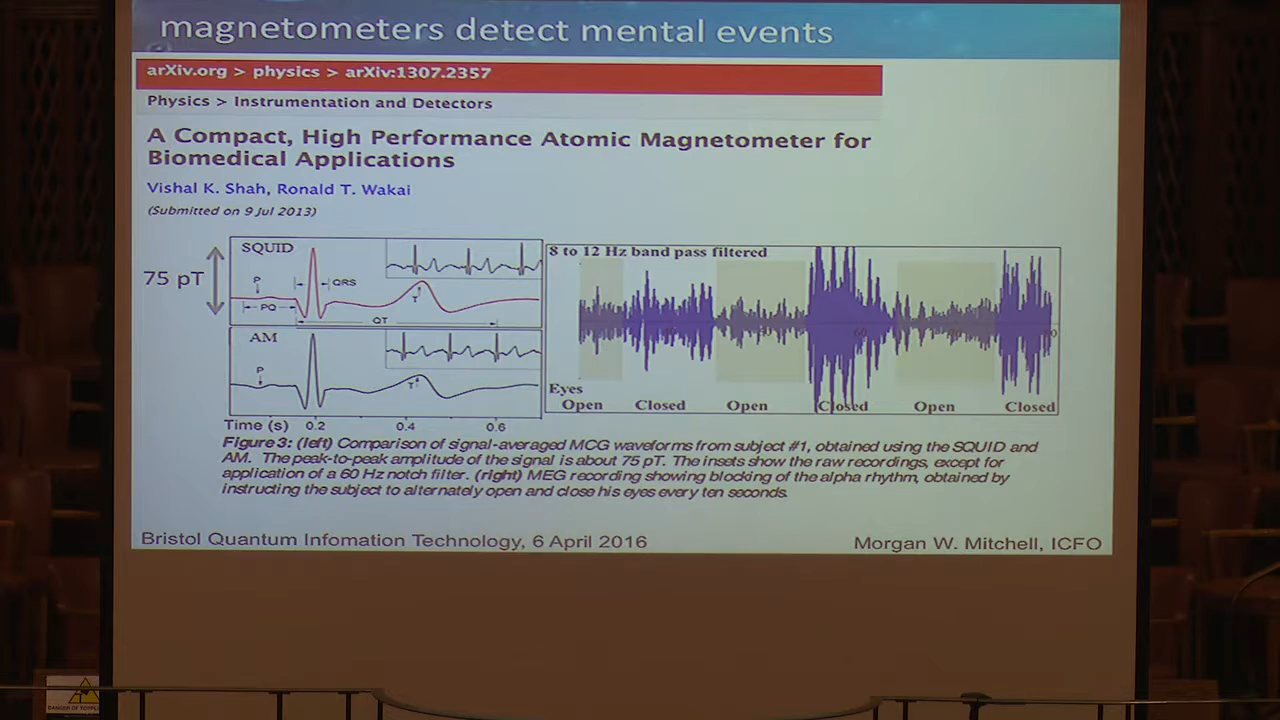 magnetometers detect mental events
arXiv.org > physics > arXiv:1307.2357
Physics > Instrumentation and Detectors
A Compact, High Performance Atomic Magnetometer for
Biomedical Applications
Vishal K. Shah, Ronald T. Wakai
(Submitted on 9 Jul 2013)
75 pT
SQUID
P
PQ
QRS
T
QT
AM
P
T
Time (s) 0.2 0.4 0.6
8 to 12 Hz band pass filtered
60
Eyes
Open Closed Open Closed Open Closed
Figure 3: (left) Comparison of signal-averaged MCG waveforms from subject #1, obtained using the SQUID and
AM. The peak-to-peak amplitude of the signal is about 75 pT. The insets show the raw recordings, except for
application of a 60 Hz notch filter. (right) MEG recording showing blocking of the alpha rhythm, obtained by
instructing the subject to alternately open and close his eyes every ten seconds.
Bristol Quantum Infomation Technology, 6 April 2016
Morgan W. Mitchell, ICFO